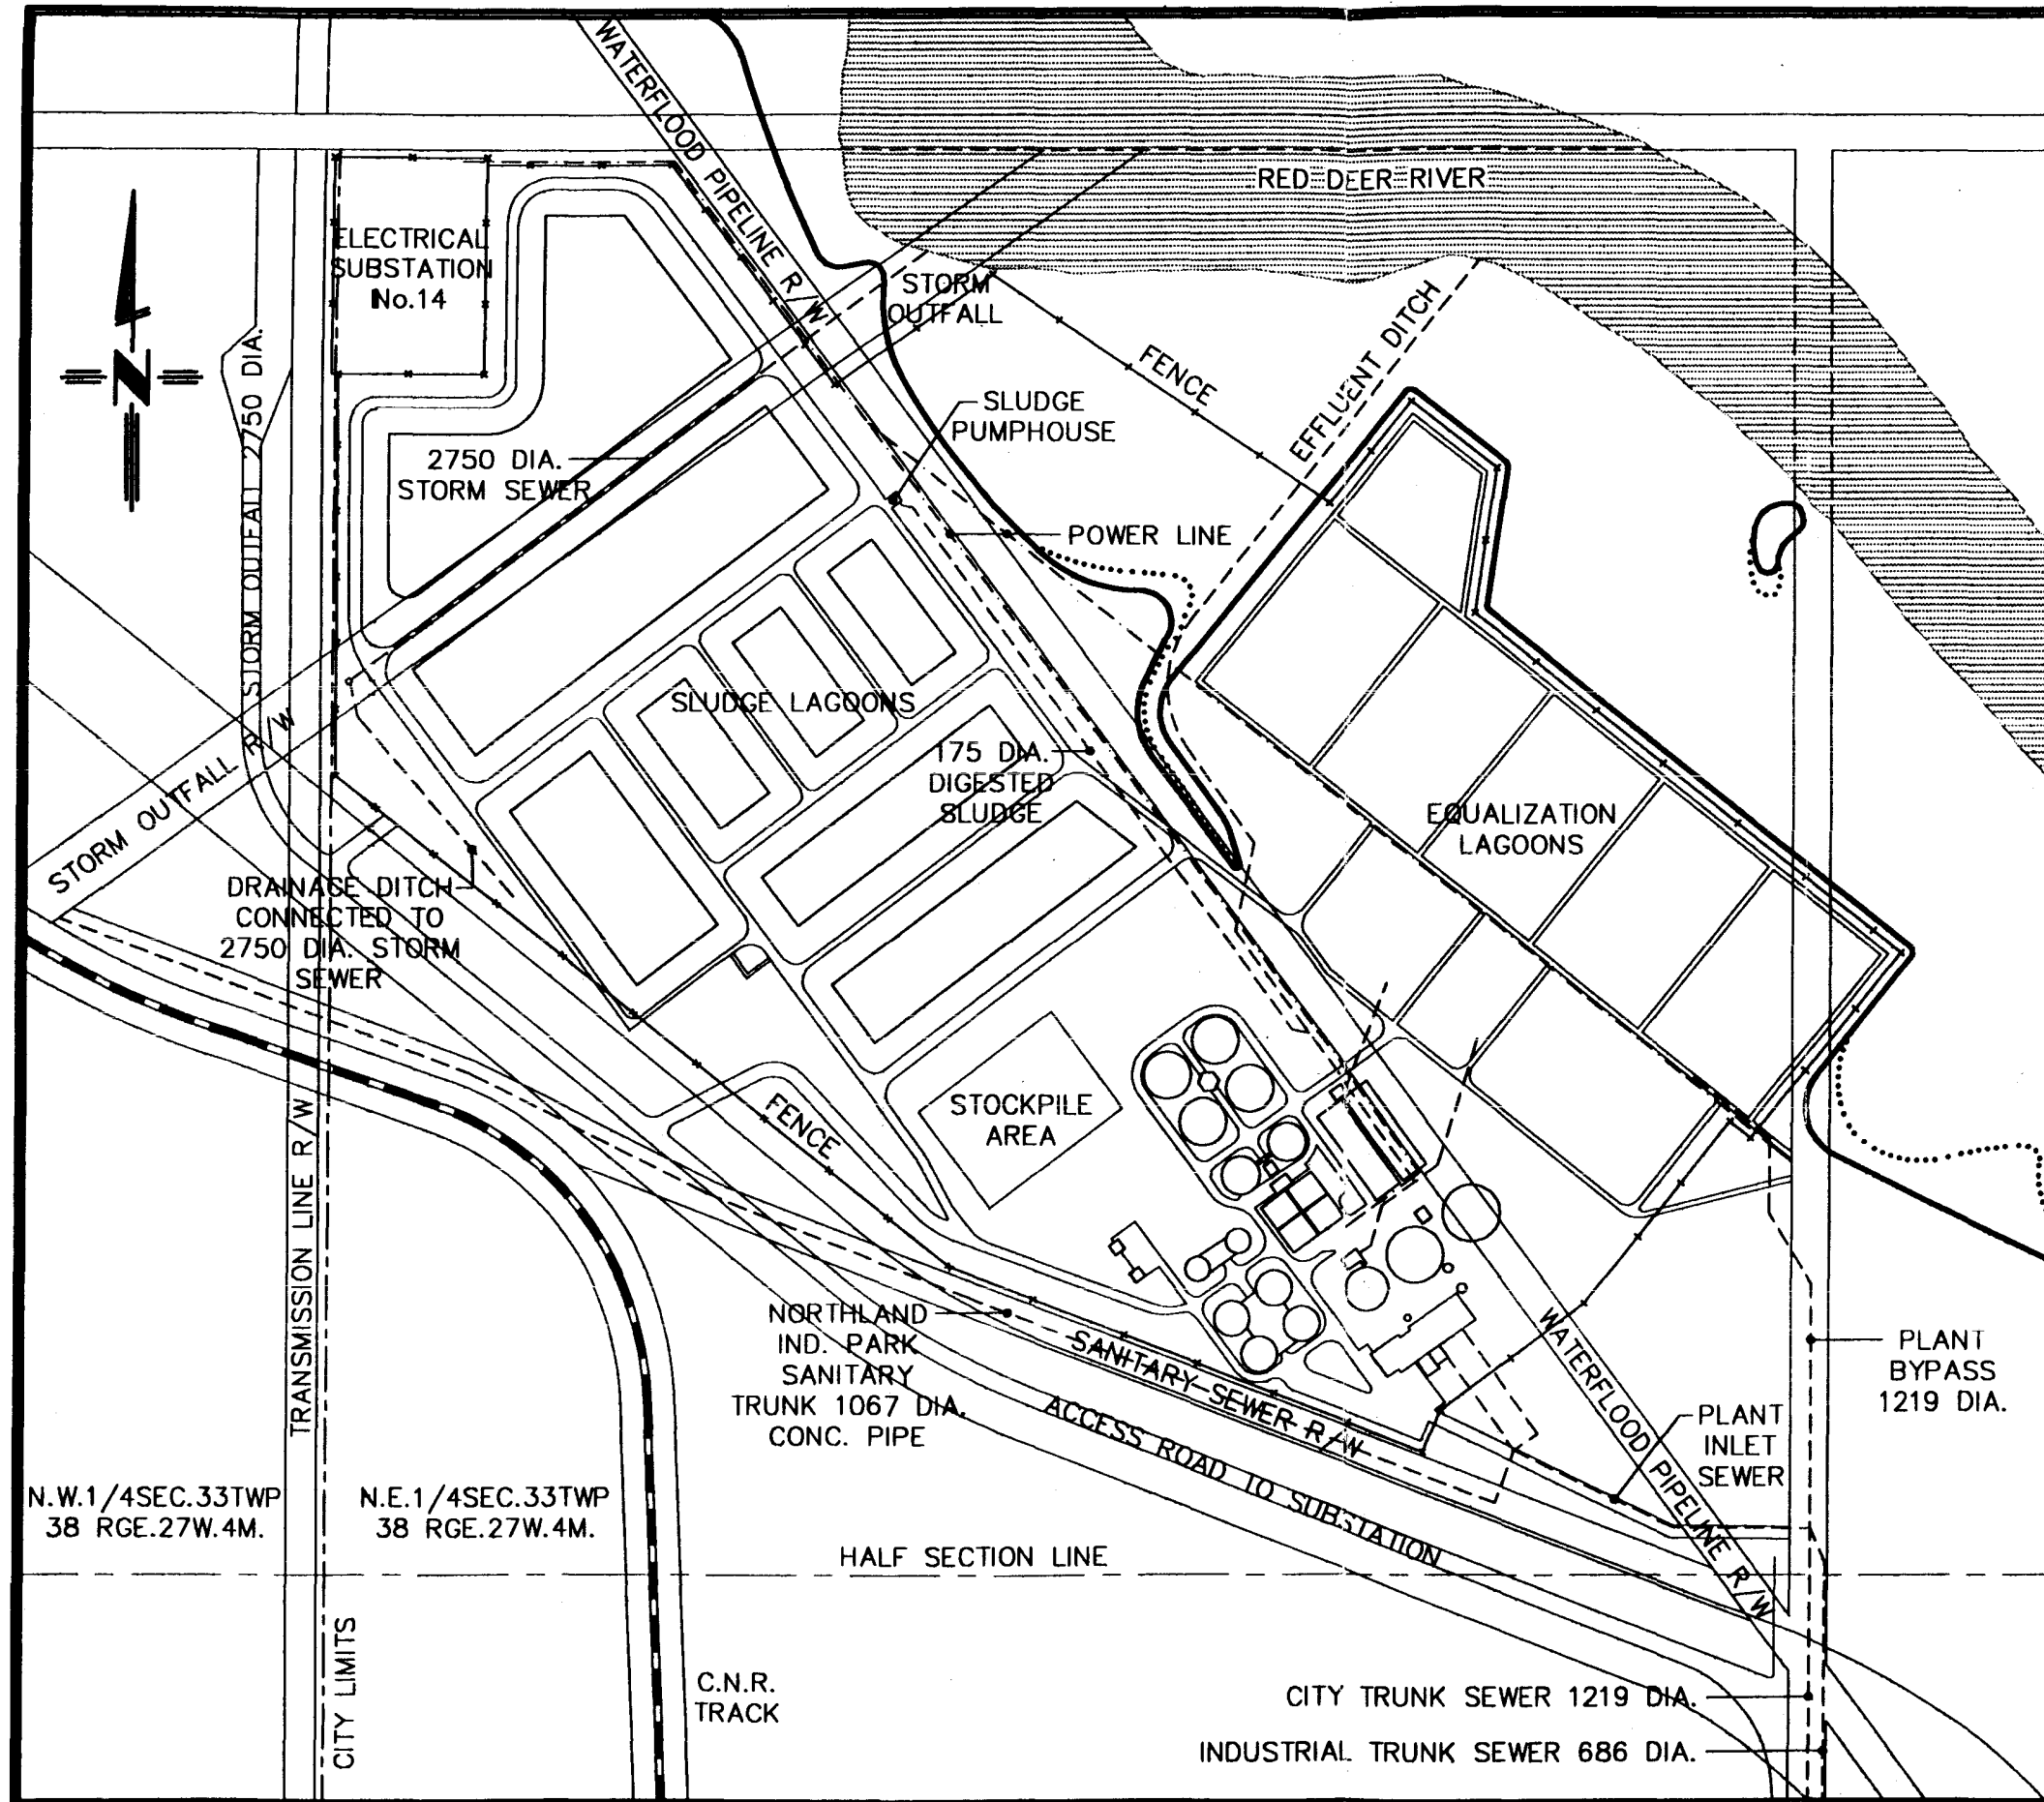 WATERFLOOD PIPELINE R/W
RED DEER RIVER
ELECTRICAL
SUBSTATION
No.14
N
STORM
OUTFALL
EFFLUENT DITCH
FENCE
STORM OUTFALL 2750 DIA.
SLUDGE
PUMPHOUSE
2750 DIA.
STORM SEWER
POWER LINE
SLUDGE LAGOONS
175 DIA.
DIGESTED
SLUDGE
EQUALIZATION
LAGOONS
STORM OUTFALL R/W
DRAINAGE DITCH
CONNECTED TO
2750 DIA. STORM
SEWER
STOCKPILE
AREA
FENCE
TRANSMISSION LINE R/W
NORTHLAND
IND. PARK
SANITARY
TRUNK 1067 DIA.
CONC. PIPE
SANITARY SEWER R/W
ACCESS ROAD TO SUBSTATION
WATERFLOOD PIPELINE R/W
PLANT
BYPASS
1219 DIA.
PLANT
INLET
SEWER
N.W.1/4SEC.33TWP
38 RGE.27W.4M.
N.E.1/4SEC.33TWP
38 RGE.27W.4M.
HALF SECTION LINE
CITY LIMITS
C.N.R.
TRACK
CITY TRUNK SEWER 1219 DIA.
INDUSTRIAL TRUNK SEWER 686 DIA.